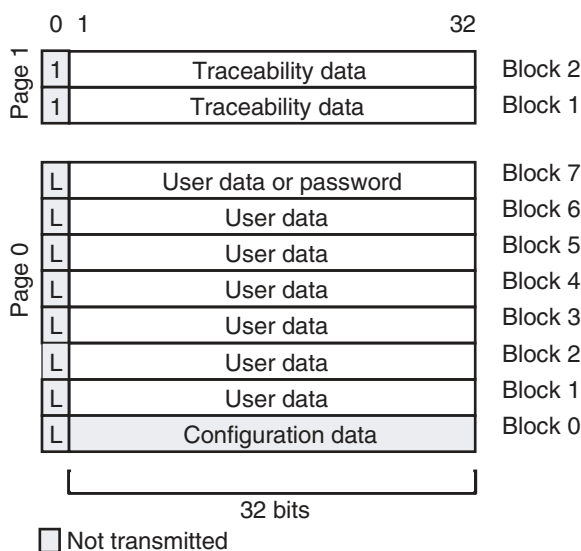 0 1 32
Page 1
1 Traceability data Block 2
1 Traceability data Block 1
Page 0
L User data or password Block 7
L User data Block 6
L User data Block 5
L User data Block 4
L User data Block 3
L User data Block 2
L User data Block 1
L Configuration data Block 0
32 bits
Not transmitted